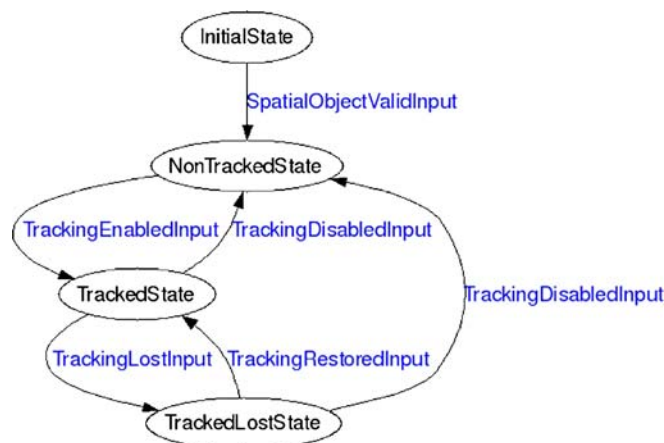 InitialState
SpatialObjectValidInput
NonTrackedState
TrackingEnabledInput
TrackingDisabledInput
TrackedState
TrackingDisabledInput
TrackingLostInput
TrackingRestoredInput
TrackedLostState